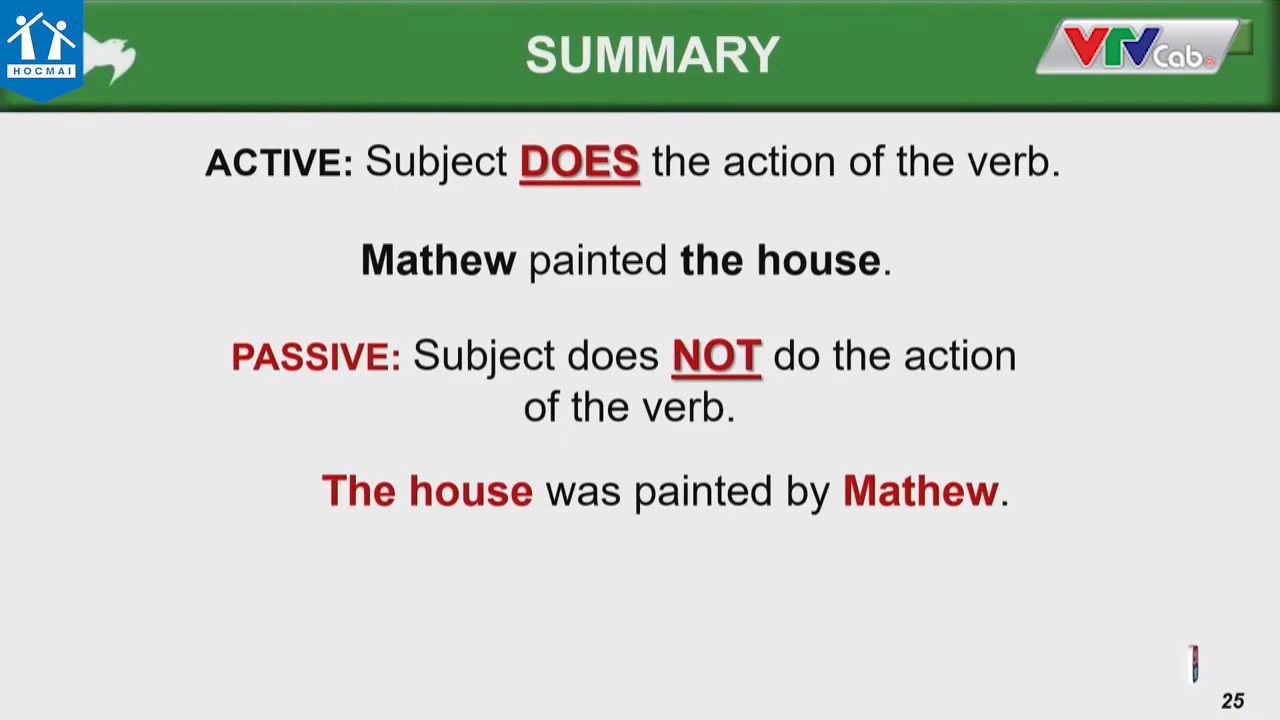 HOCMAI
SUMMARY
VTVCab
ACTIVE: Subject DOES the action of the verb.
Mathew painted the house.
PASSIVE: Subject does NOT do the action
of the verb.
The house was painted by Mathew.
25